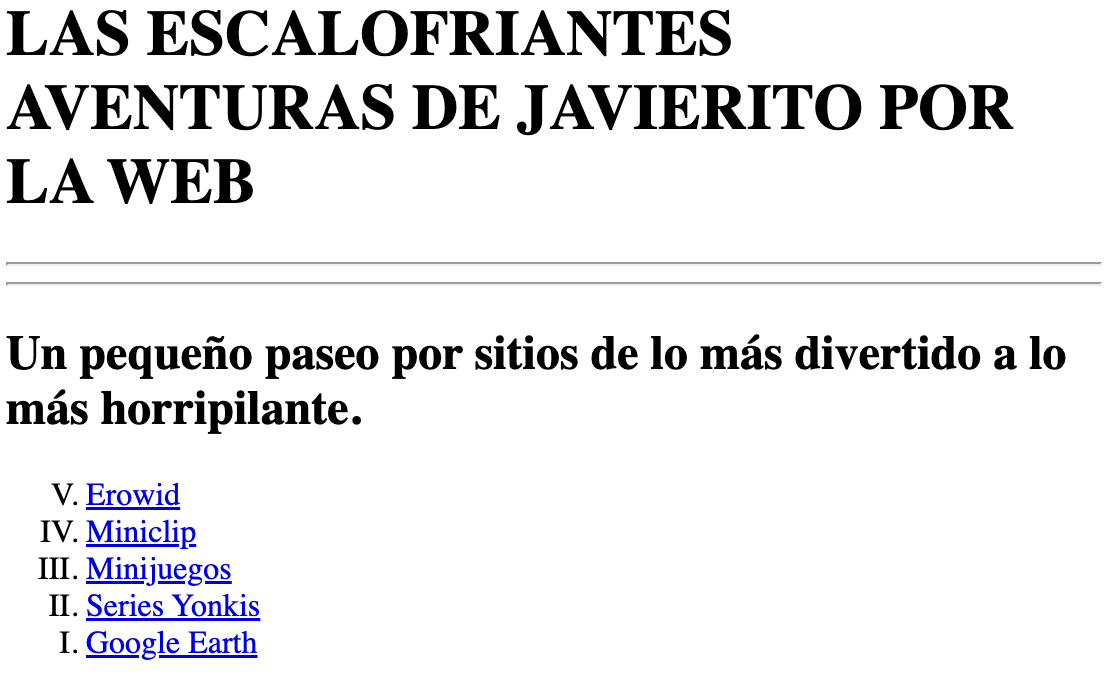 LAS ESCALOFRIANTES
AVENTURAS DE JAVIERITO POR
LA WEB
Un pequeño paseo por sitios de lo más divertido a lo
más horripilante.
V. Erowid
IV. Miniclip
III. Minijuegos
II. Series Yonkis
I. Google Earth